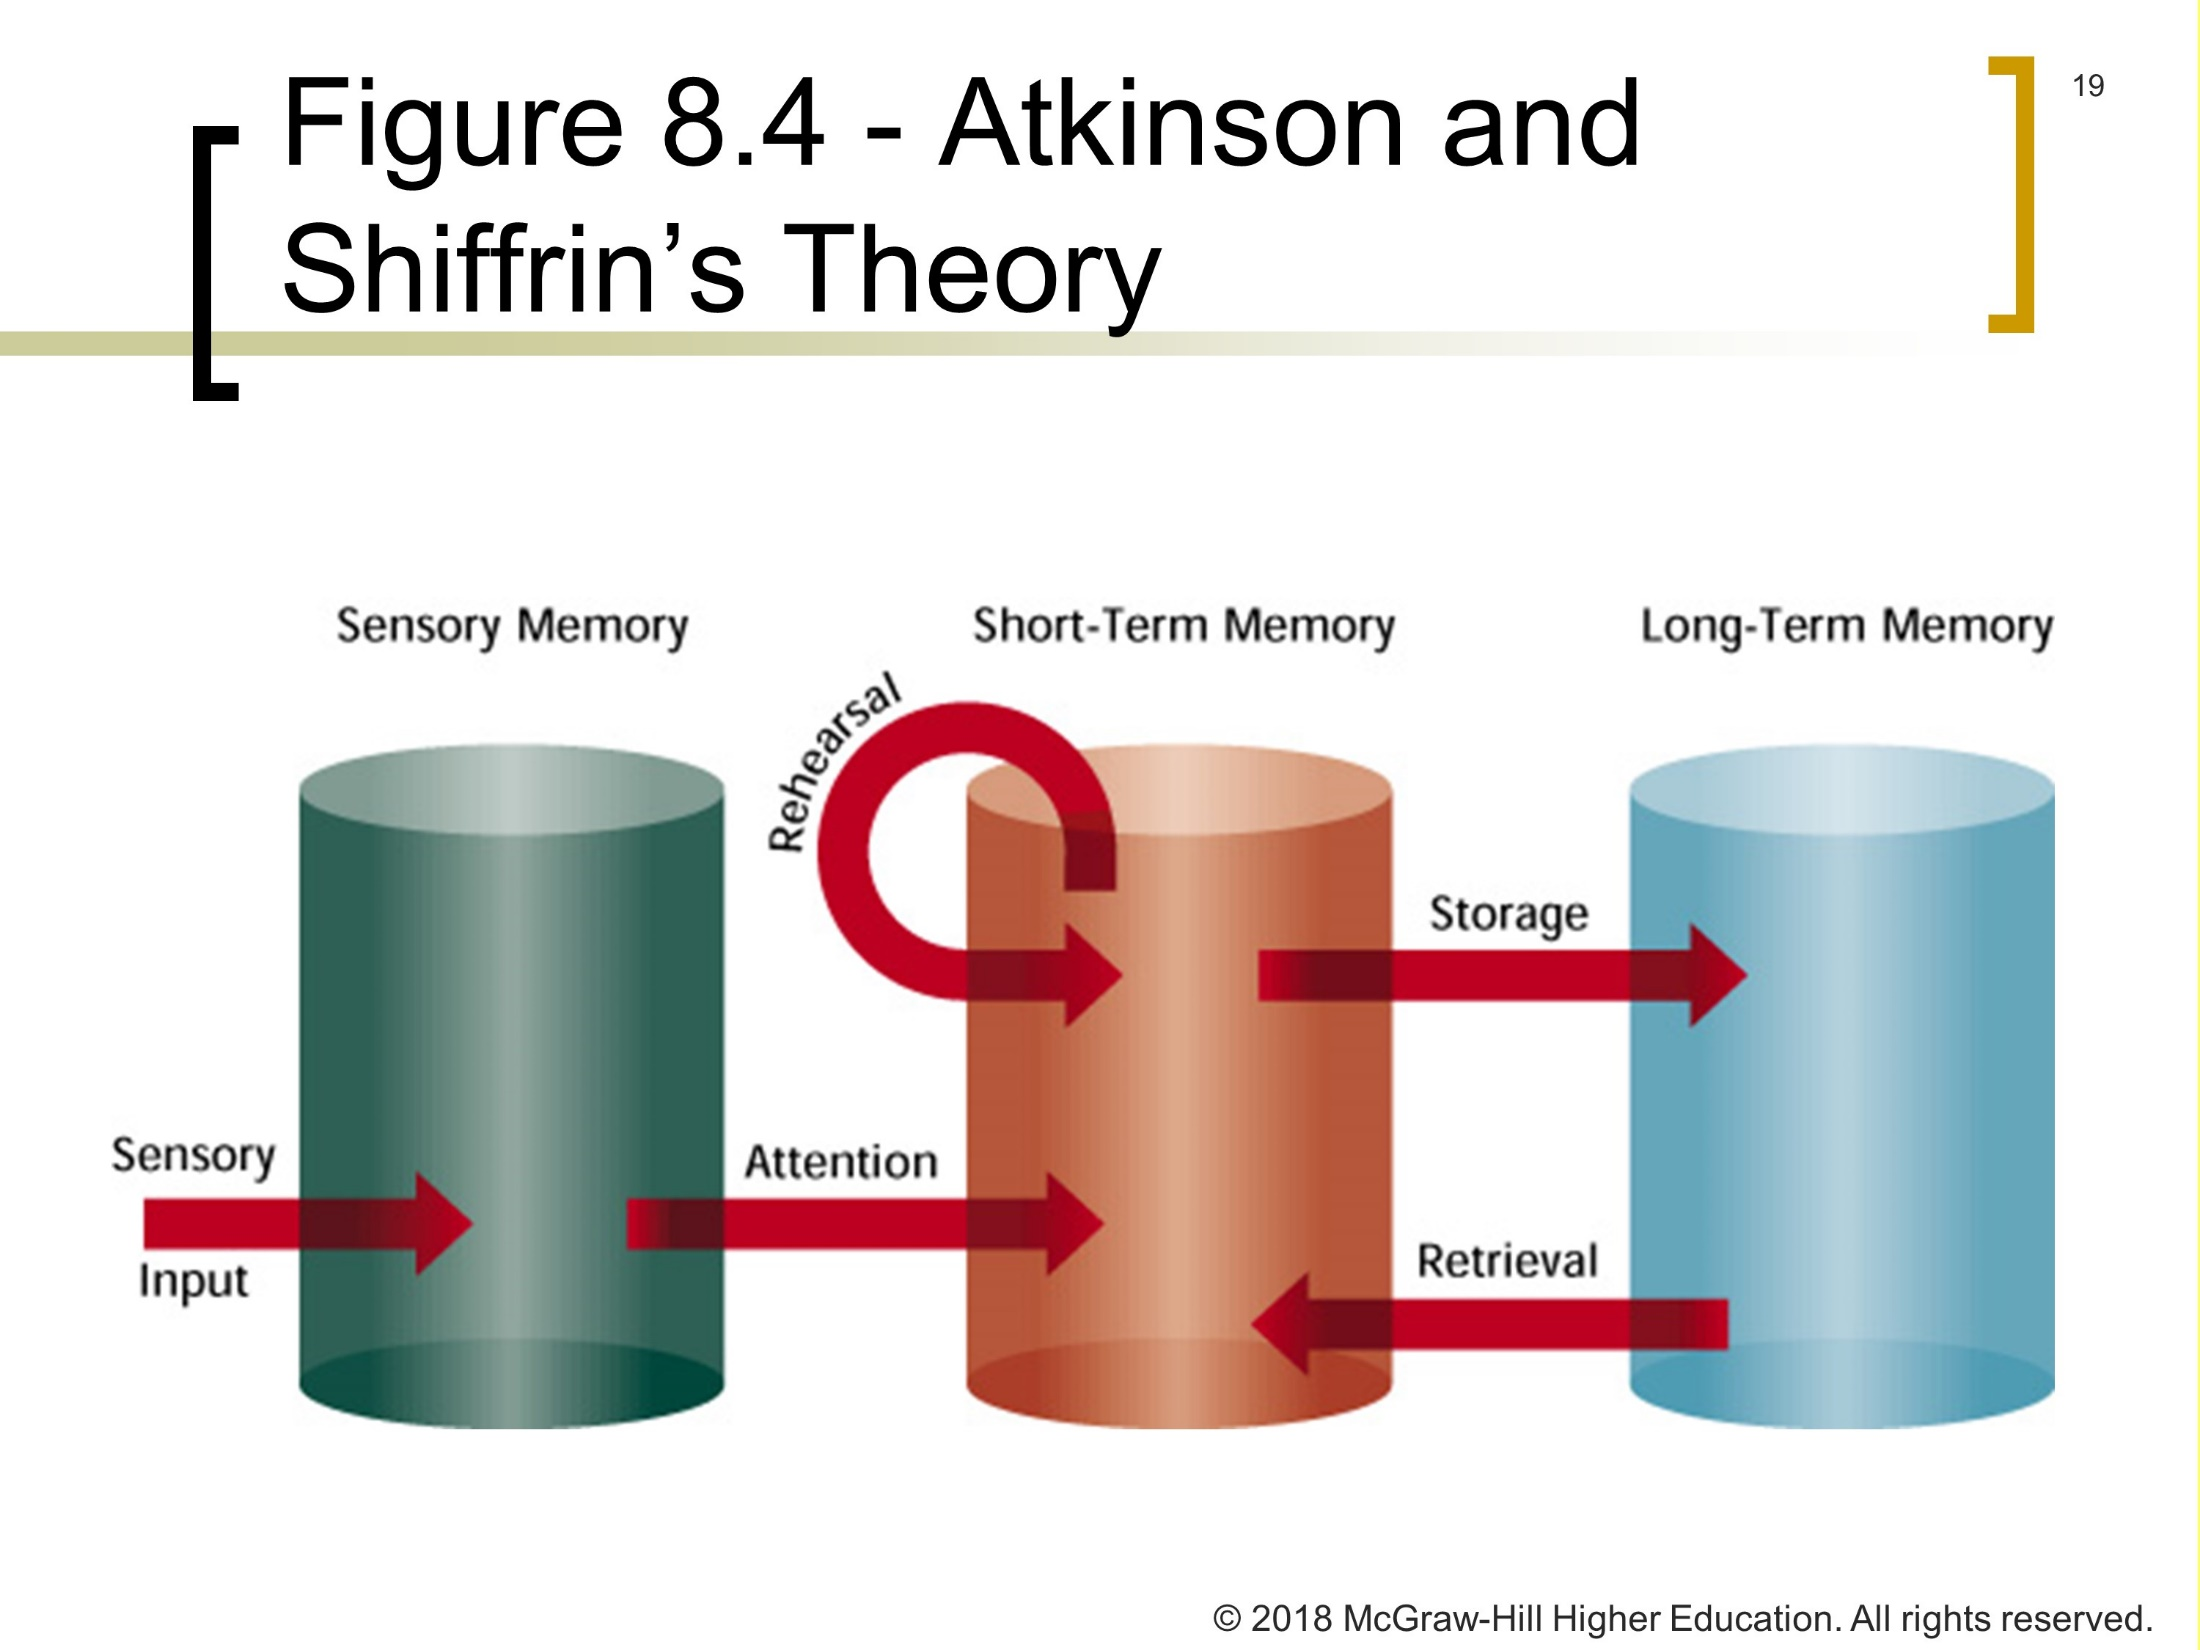 Figure 8.4 - Atkinson and
Shiffrin’s Theory
19
Sensory Memory
Short-Term Memory
Long-Term Memory
Rehearsal
Storage
Sensory
Input
Attention
Retrieval
© 2018 McGraw-Hill Higher Education. All rights reserved.